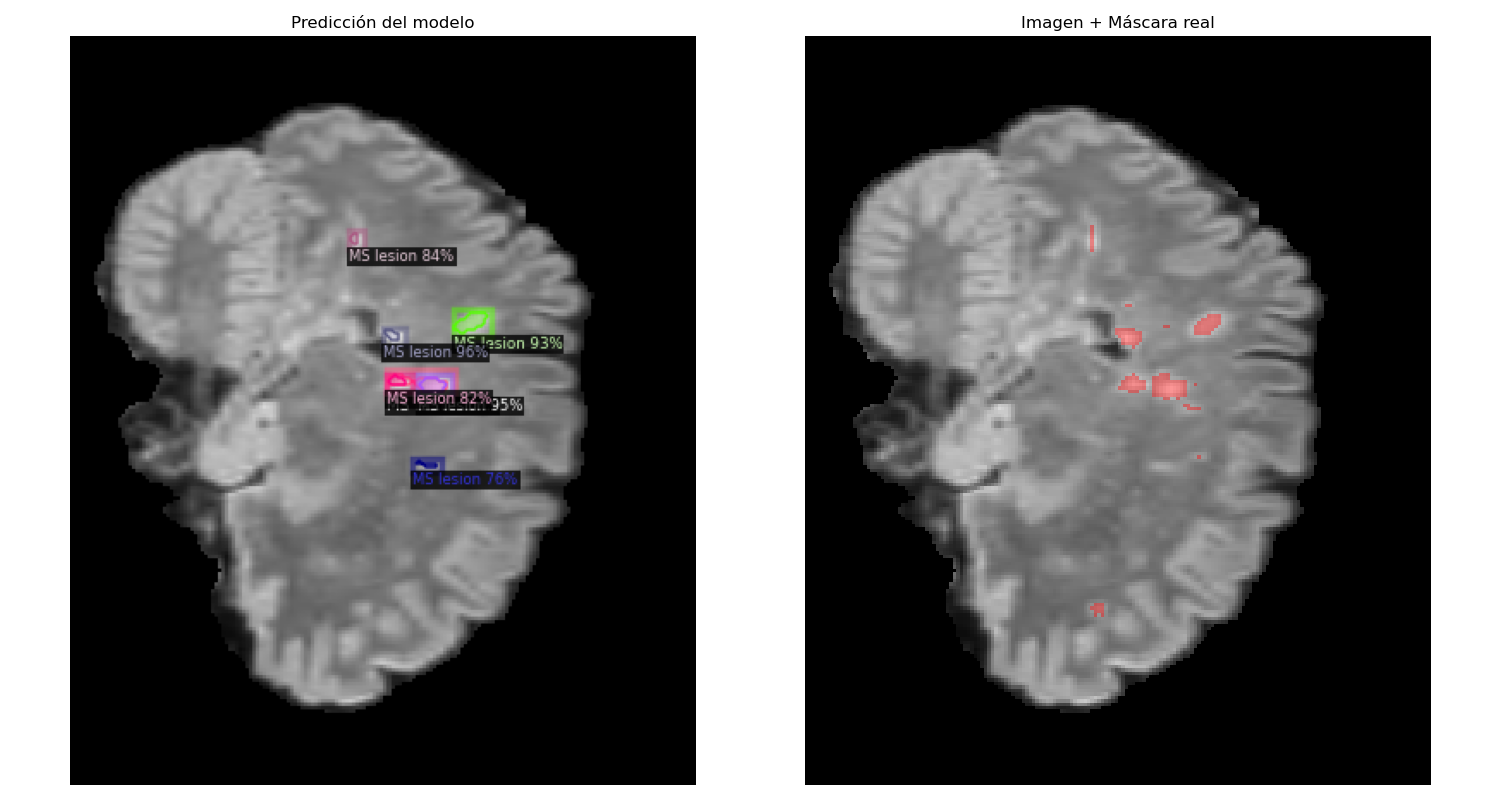 Predicción del modelo
Imagen + Máscara real
MS lesion 84%
MS lesion 93%
MS lesion 96%
MS lesion 82%
95%
MS lesion 76%